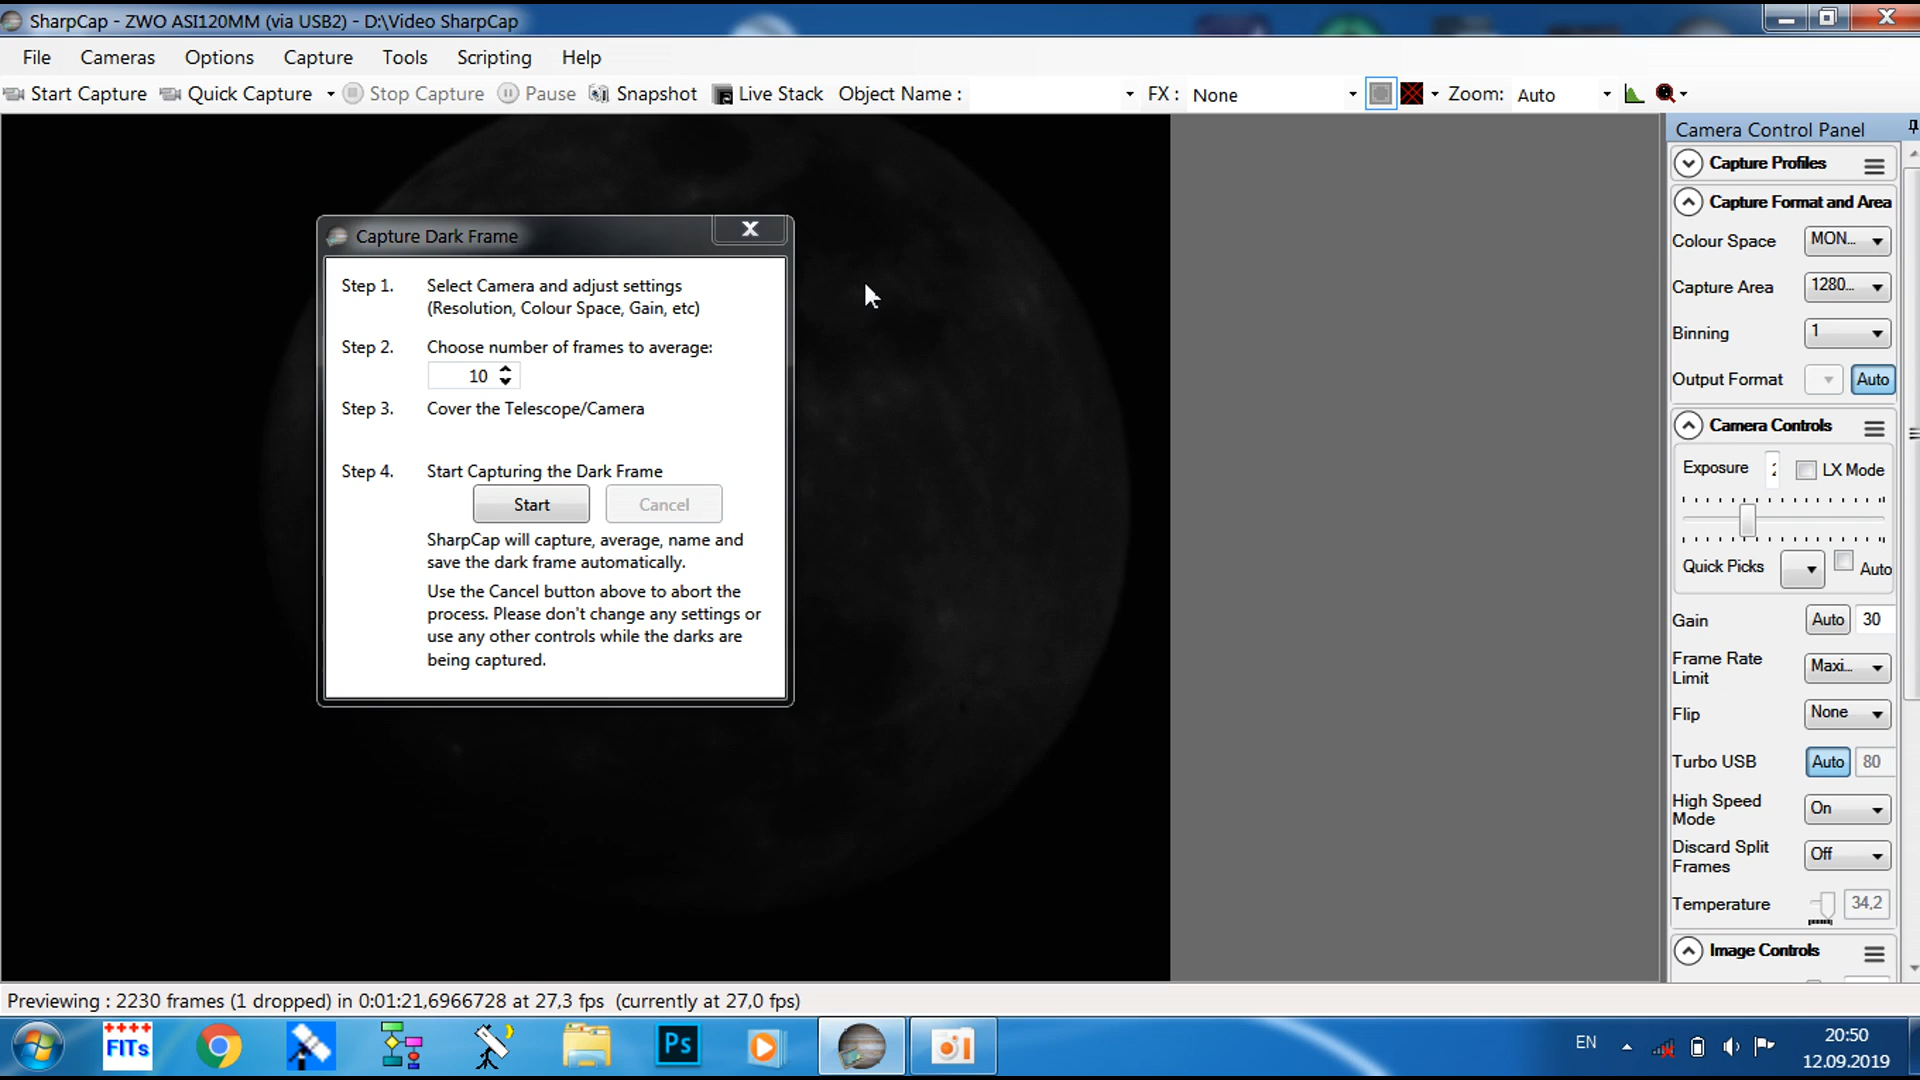 SharpCap - ZWO ASI120MM (via USB2) - D:\Video SharpCap
File Cameras Options Capture Tools Scripting Help
Start Capture Quick Capture Stop Capture Pause Snapshot Live Stack Object Name : FX : None Zoom: Auto
Camera Control Panel
Capture Profiles
Capture Format and Area
Colour Space MON...
Capture Area 1280...
Binning 1
Output Format Auto
Camera Controls
Exposure LX Mode
Quick Picks Auto
Gain Auto 30
Frame Rate
Limit Maxi...
Flip None
Turbo USB Auto 80
High Speed
Mode On
Discard Split
Frames Off
Temperature 34,2
Image Controls
Capture Dark Frame
Step 1. Select Camera and adjust settings
(Resolution, Colour Space, Gain, etc)
Step 2. Choose number of frames to average:
10
Step 3. Cover the Telescope/Camera
Step 4. Start Capturing the Dark Frame
Start Cancel
SharpCap will capture, average, name and
save the dark frame automatically.
Use the Cancel button above to abort the
process. Please don't change any settings or
use any other controls while the darks are
being captured.
Previewing : 2230 frames (1 dropped) in 0:01:21,6966728 at 27,3 fps (currently at 27,0 fps)
FITs
Ps
EN
20:50
12.09.2019